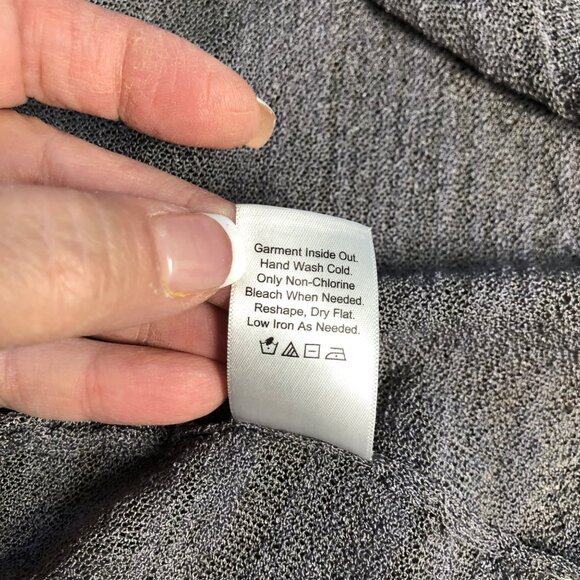 Garment Inside Out.
Hand Wash Cold.
Only Non-Chlorine
Bleach When Needed.
Reshape, Dry Flat.
Low Iron As Needed.